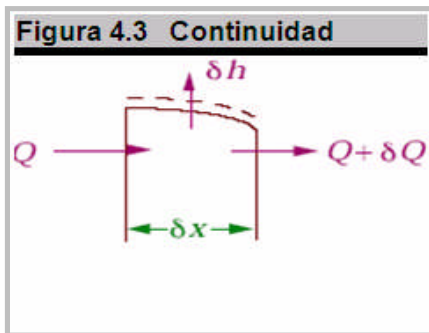 Figura 4.3 Continuidad
δh
Q
Q+ δQ
δx